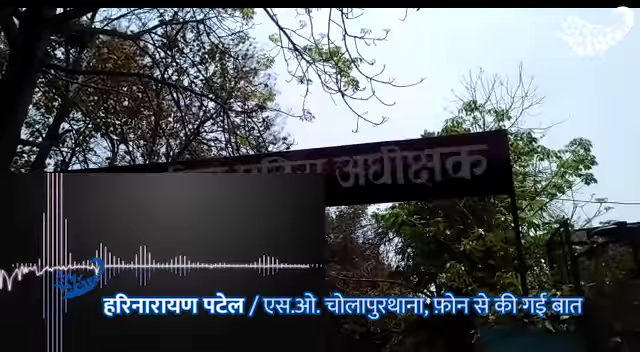 अधीक्षक
हरिनारायण पटेल / एस.ओ. चोलापुरथाना, फ़ोन से की गई बात